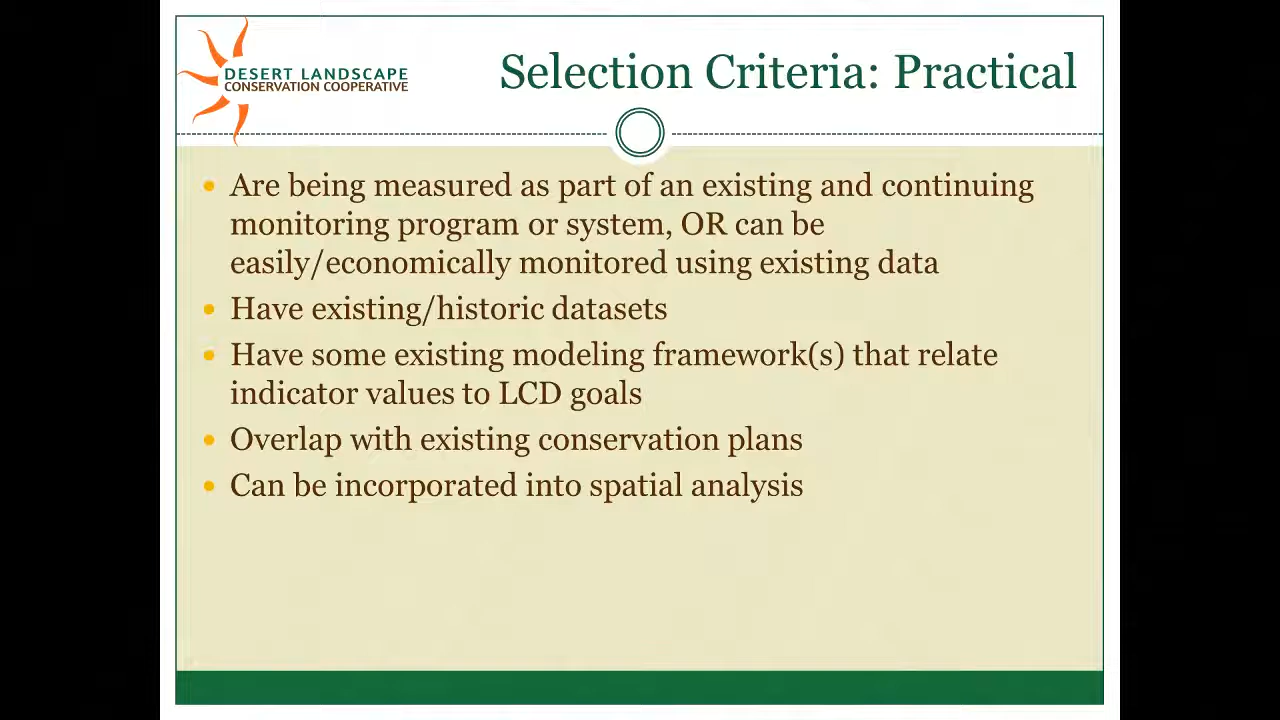 DESERT LANDSCAPE
CONSERVATION COOPERATIVE
Selection Criteria: Practical
• Are being measured as part of an existing and continuing
monitoring program or system, OR can be
easily/economically monitored using existing data
• Have existing/historic datasets
• Have some existing modeling framework(s) that relate
indicator values to LCD goals
• Overlap with existing conservation plans
• Can be incorporated into spatial analysis